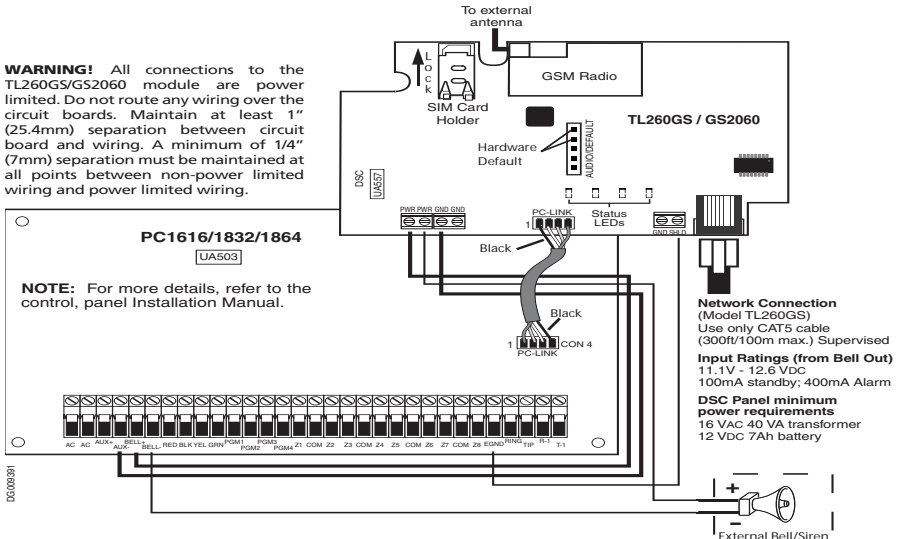 To external
antenna
WARNING! All connections to the
TL260GS/GS2060 module are power
limited. Do not route any wiring over the
circuit boards. Maintain at least 1”
(25.4mm) separation between circuit
board and wiring. A minimum of 1/4”
(7mm) separation must be maintained at
all points between non-power limited
wiring and power limited wiring.
Lock
SIM Card
Holder
GSM Radio
TL260GS / GS2060
Hardware
Default
AUDIO/DEFAULT
DSC
UA557
PWR PWR GND GND
PC-LINK
1
Status
LEDs
GND SHLD
Black
PC1616/1832/1864
UA503
NOTE: For more details, refer to the
control, panel Installation Manual.
Black
1 CON 4
PC-LINK
Network Connection
(Model TL260GS)
Use only CAT5 cable
(300ft/100m max.) Supervised
Input Ratings (from Bell Out)
11.1V - 12.6 VDC
100mA standby; 400mA Alarm
DSC Panel minimum
power requirements
16 VAC 40 VA transformer
12 VDC 7Ah battery
AC AC AUX+ AUX- BELL+ BELL- RED BLK YEL GRN PGM1 PGM2 PGM3 PGM4 Z1 COM Z2 Z3 COM Z4 Z5 COM Z6 Z7 COM Z8 EGND RING TIP R-1 T-1
DG009391
+
–
External Bell/Siren